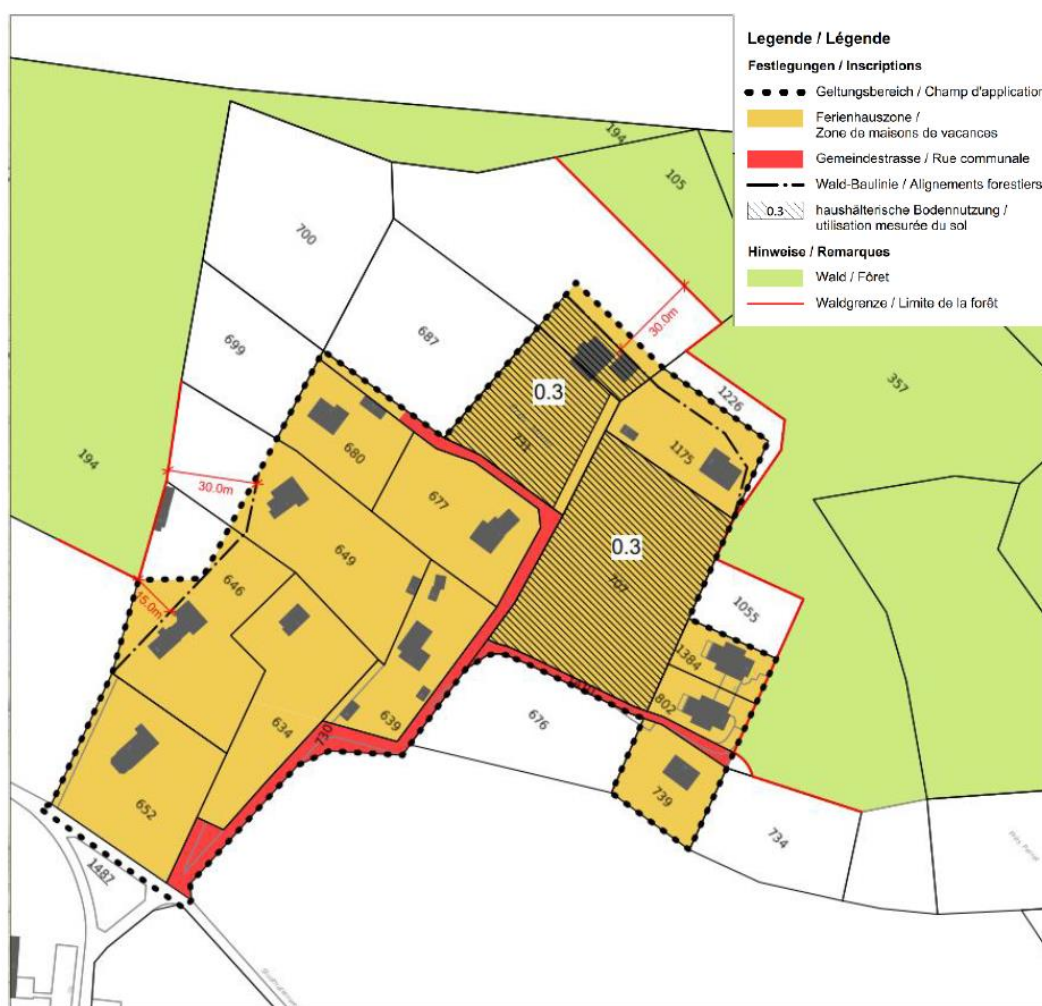 Legende / Légende
Festlegungen / Inscriptions
Geltungsbereich / Champ d'application
Ferienhauszone /
Zone de maisons de vacances
Gemeindestrasse / Rue communale
Wald-Baulinie / Alignements forestiers
0.3
haushälterische Bodennutzung /
utilisation mesurée du sol
Hinweise / Remarques
Wald / Fôret
Waldgrenze / Limite de la forêt
194
105
700
687
699
30.0m
1226
357
0.3
731
680
1175
194
30.0m
677
649
0.3
707
646
45.0m
1055
1384
802
634
639
730
676
739
652
734
1487